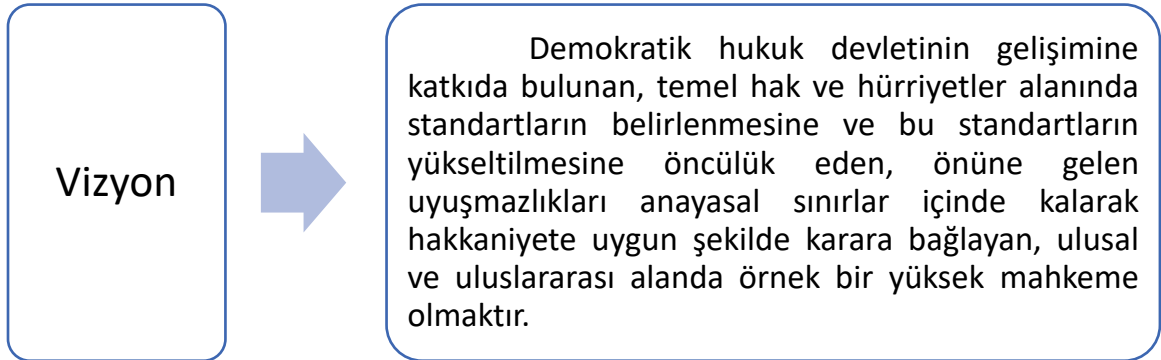 Vizyon
Demokratik hukuk devletinin gelişimine
katkıda bulunan, temel hak ve hürriyetler alanında
standartların belirlenmesine ve bu standartların
yükseltilmesine öncülük eden, önüne gelen
uyuşmazlıkları anayasal sınırlar içinde kalarak
hakkaniyete uygun şekilde karara bağlayan, ulusal
ve uluslararası alanda örnek bir yüksek mahkeme
olmaktır.